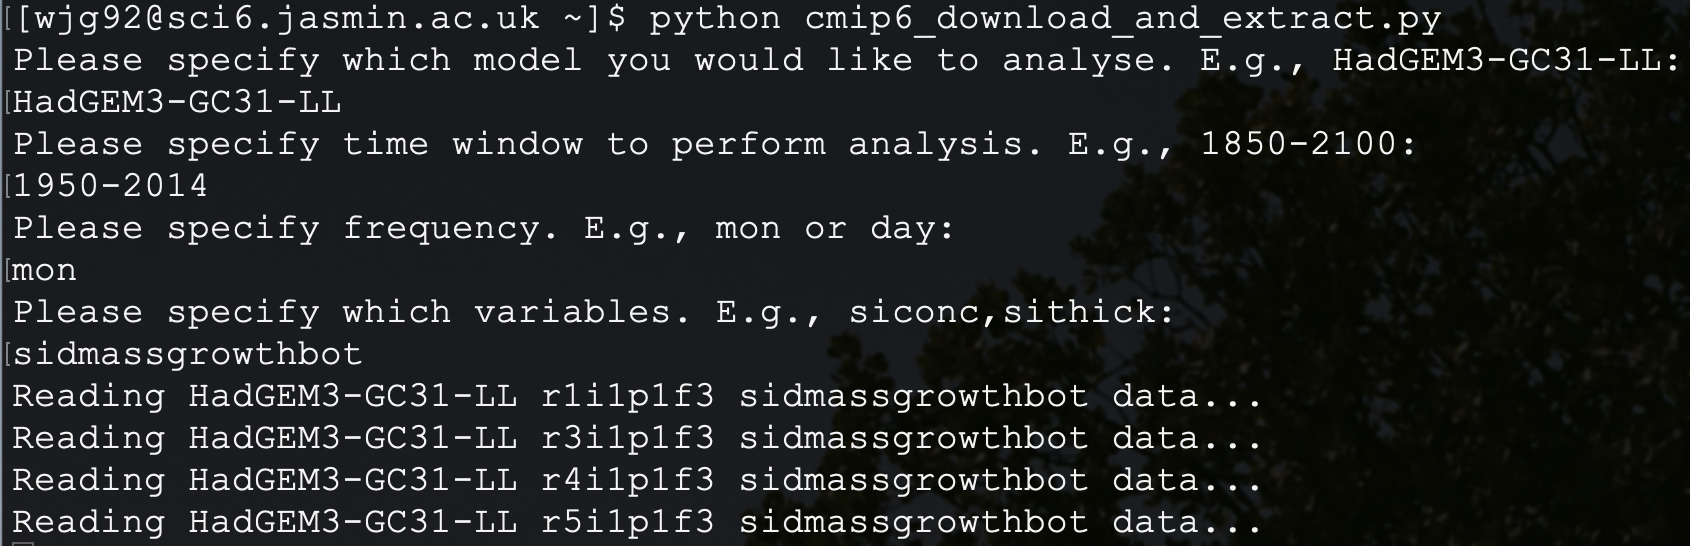 [[wjg92@sci6.jasmin.ac.uk ~]$ python cmip6_download_and_extract.py
Please specify which model you would like to analyse. E.g., HadGEM3-GC31-LL:
[HadGEM3-GC31-LL
Please specify time window to perform analysis. E.g., 1850-2100:
[1950-2014
Please specify frequency. E.g., mon or day:
[mon
Please specify which variables. E.g., siconc,sithick:
[sidmassgrowthbot
Reading HadGEM3-GC31-LL r1i1p1f3 sidmassgrowthbot data...
Reading HadGEM3-GC31-LL r3i1p1f3 sidmassgrowthbot data...
Reading HadGEM3-GC31-LL r4i1p1f3 sidmassgrowthbot data...
Reading HadGEM3-GC31-LL r5i1p1f3 sidmassgrowthbot data...